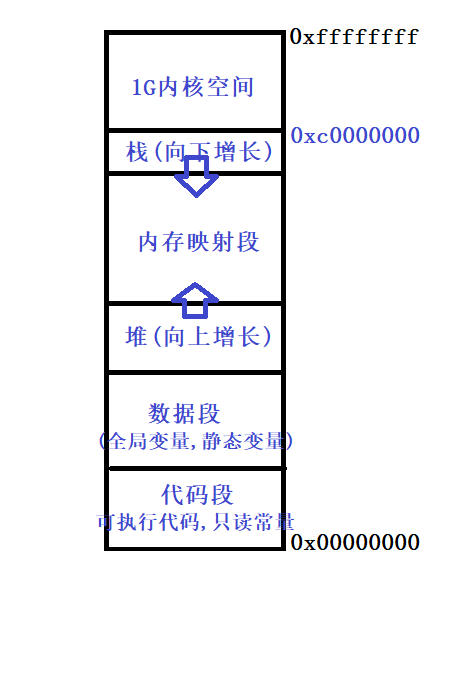 0xffffffff
1G内核空间
0xc0000000
栈(向下增长)
内存映射段
堆(向上增长)
数据段
(全局变量,静态变量)
代码段
可执行代码,只读常量
0x00000000